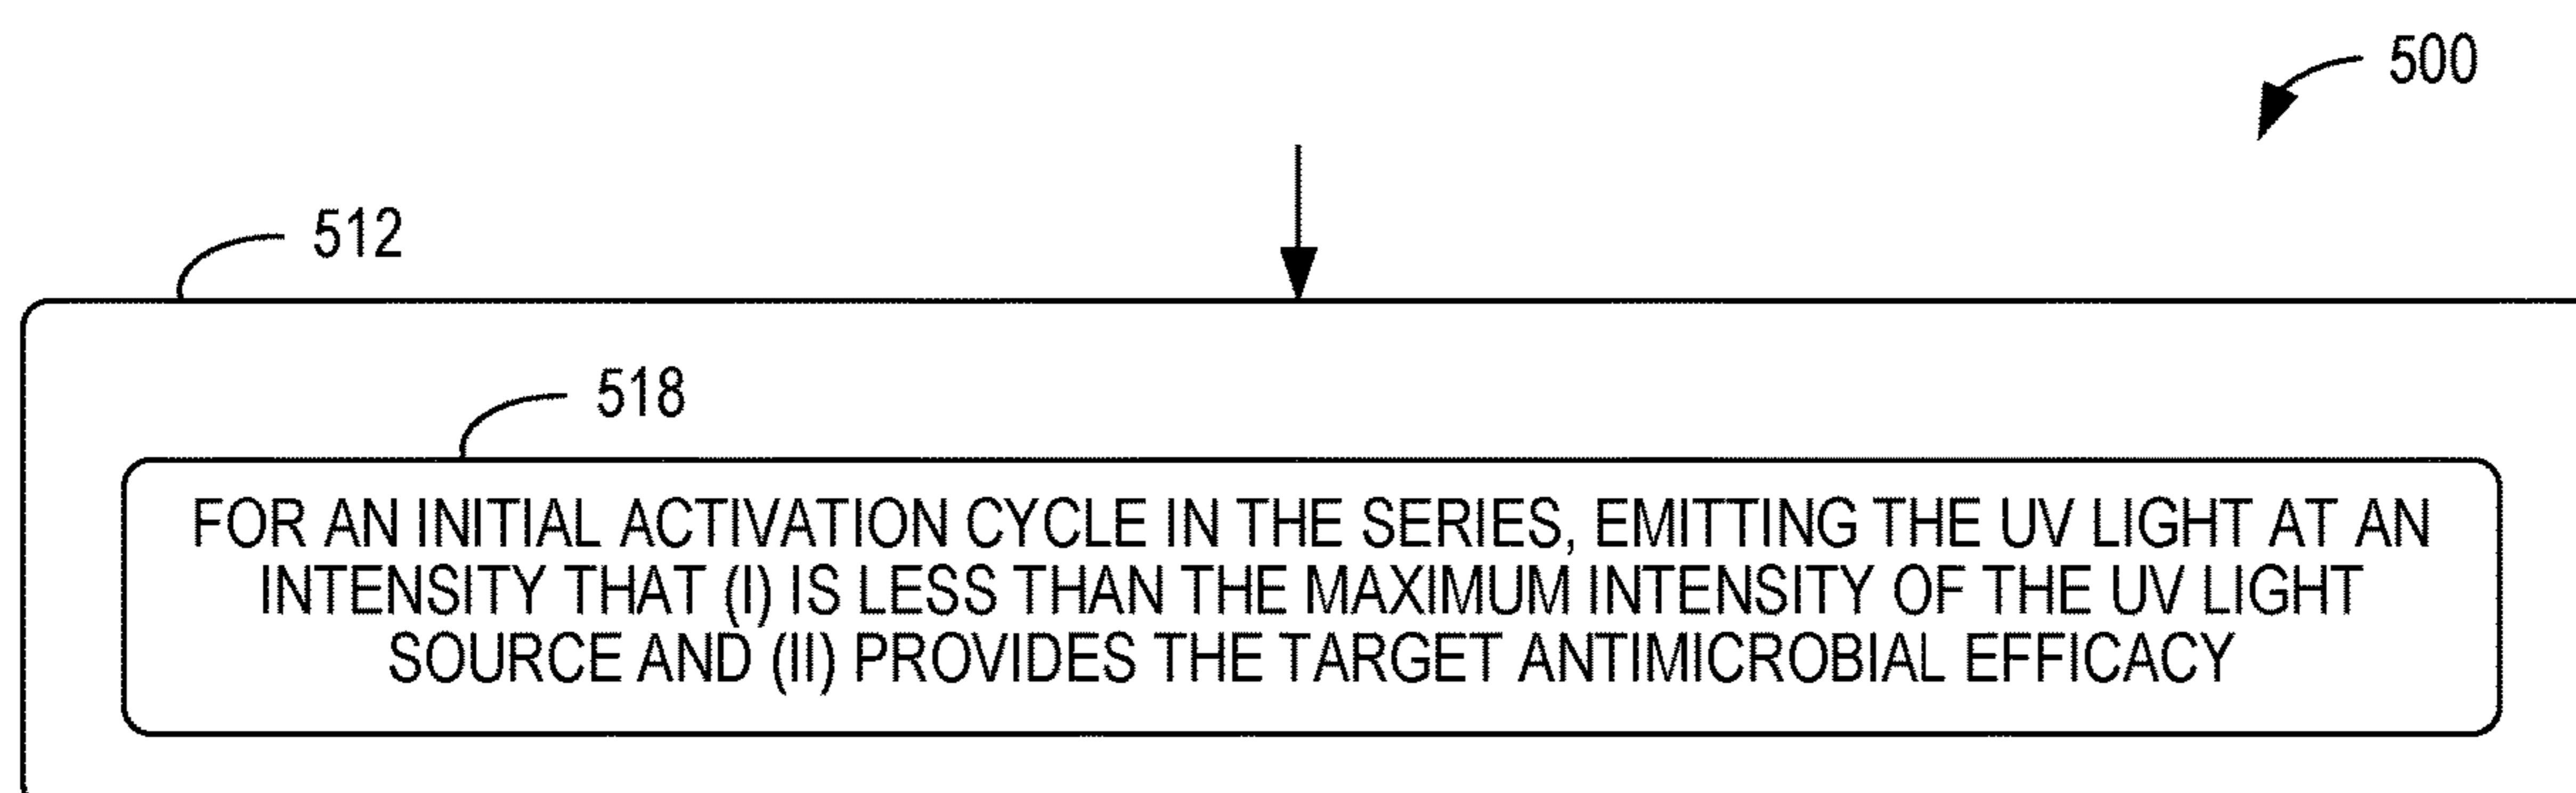 500
512
518
FOR AN INITIAL ACTIVATION CYCLE IN THE SERIES, EMITTING THE UV LIGHT AT AN
INTENSITY THAT (I) IS LESS THAN THE MAXIMUM INTENSITY OF THE UV LIGHT
SOURCE AND (II) PROVIDES THE TARGET ANTIMICROBIAL EFFICACY